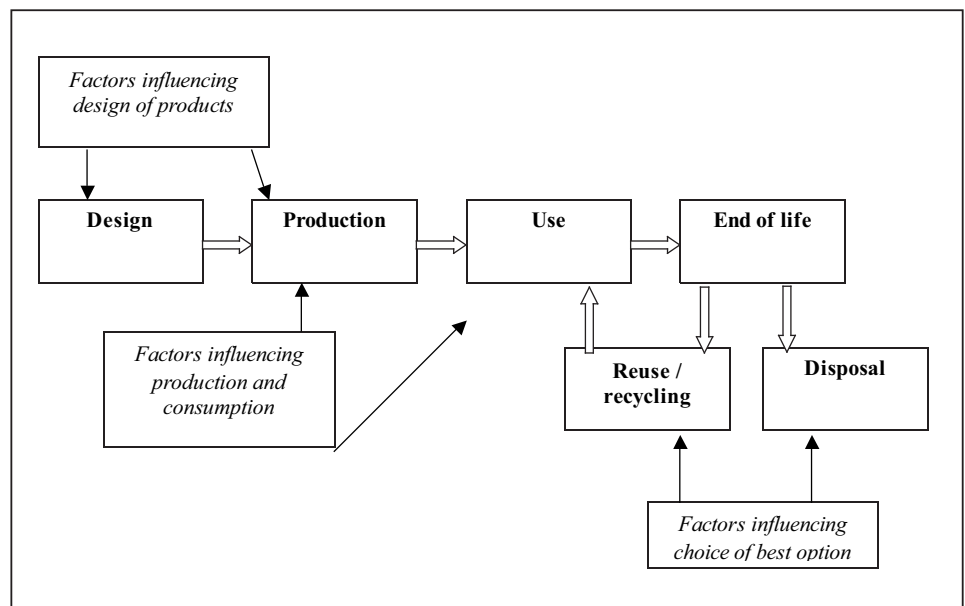 Factors influencing
design of products
Design
Production
Use
End of life
Factors influencing
production and
consumption
Reuse /
recycling
Disposal
Factors influencing
choice of best option